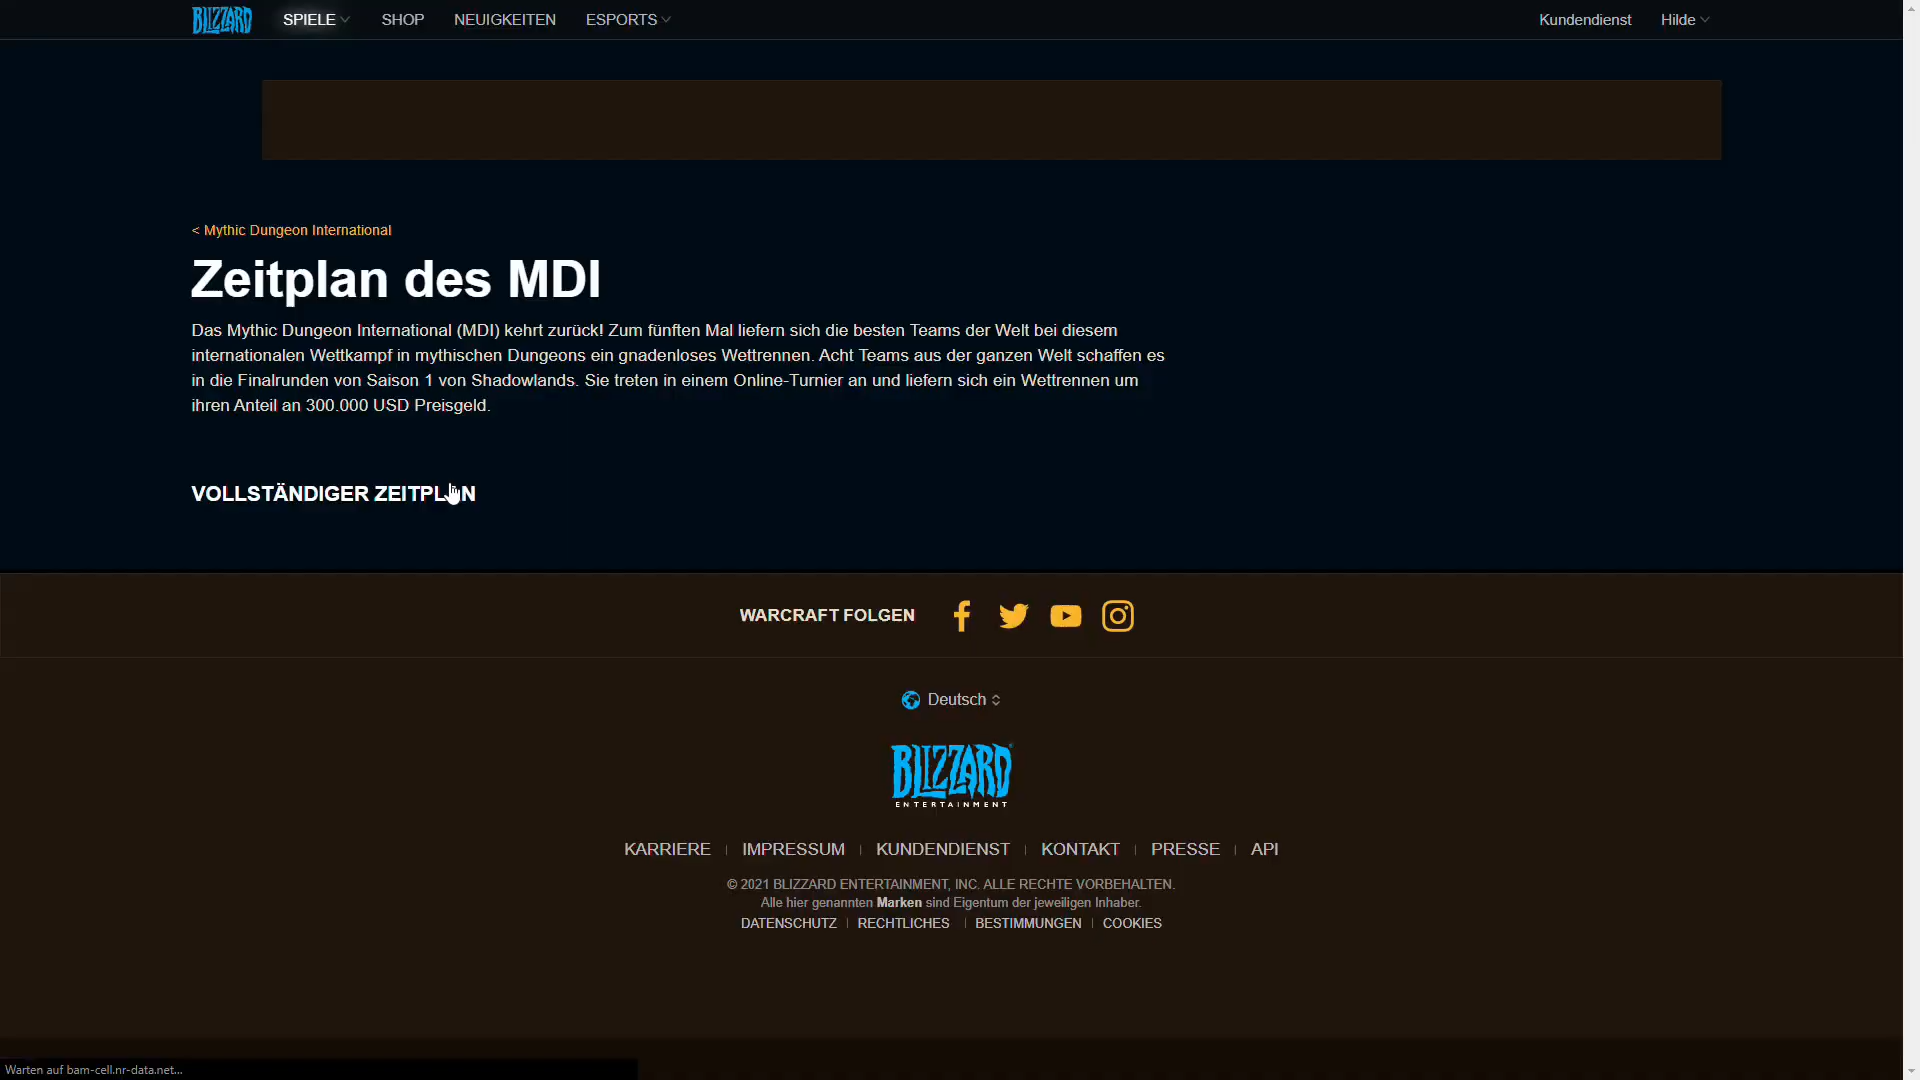 BLIZZARD SPIELE SHOP NEUIGKEITEN ESPORTS Kundendienst Hilde
< Mythic Dungeon International
Zeitplan des MDI
Das Mythic Dungeon International (MDI) kehrt zurück! Zum fünften Mal liefern sich die besten Teams der Welt bei diesem
internationalen Wettkampf in mythischen Dungeons ein gnadenloses Wettrennen. Acht Teams aus der ganzen Welt schaffen es
in die Finalrunden von Saison 1 von Shadowlands. Sie treten in einem Online-Turnier an und liefern sich ein Wettrennen um
ihren Anteil an 300.000 USD Preisgeld.
VOLLSTÄNDIGER ZEITPLAN
WARCRAFT FOLGEN
Deutsch
BLIZZARD
ENTERTAINMENT
KARRIERE | IMPRESSUM | KUNDENDIENST | KONTAKT | PRESSE | API
© 2021 BLIZZARD ENTERTAINMENT, INC. ALLE RECHTE VORBEHALTEN.
Alle hier genannten Marken sind Eigentum der jeweiligen Inhaber.
DATENSCHUTZ | RECHTLICHES | BESTIMMUNGEN | COOKIES
Warten auf bam-cell.nr-data.net...